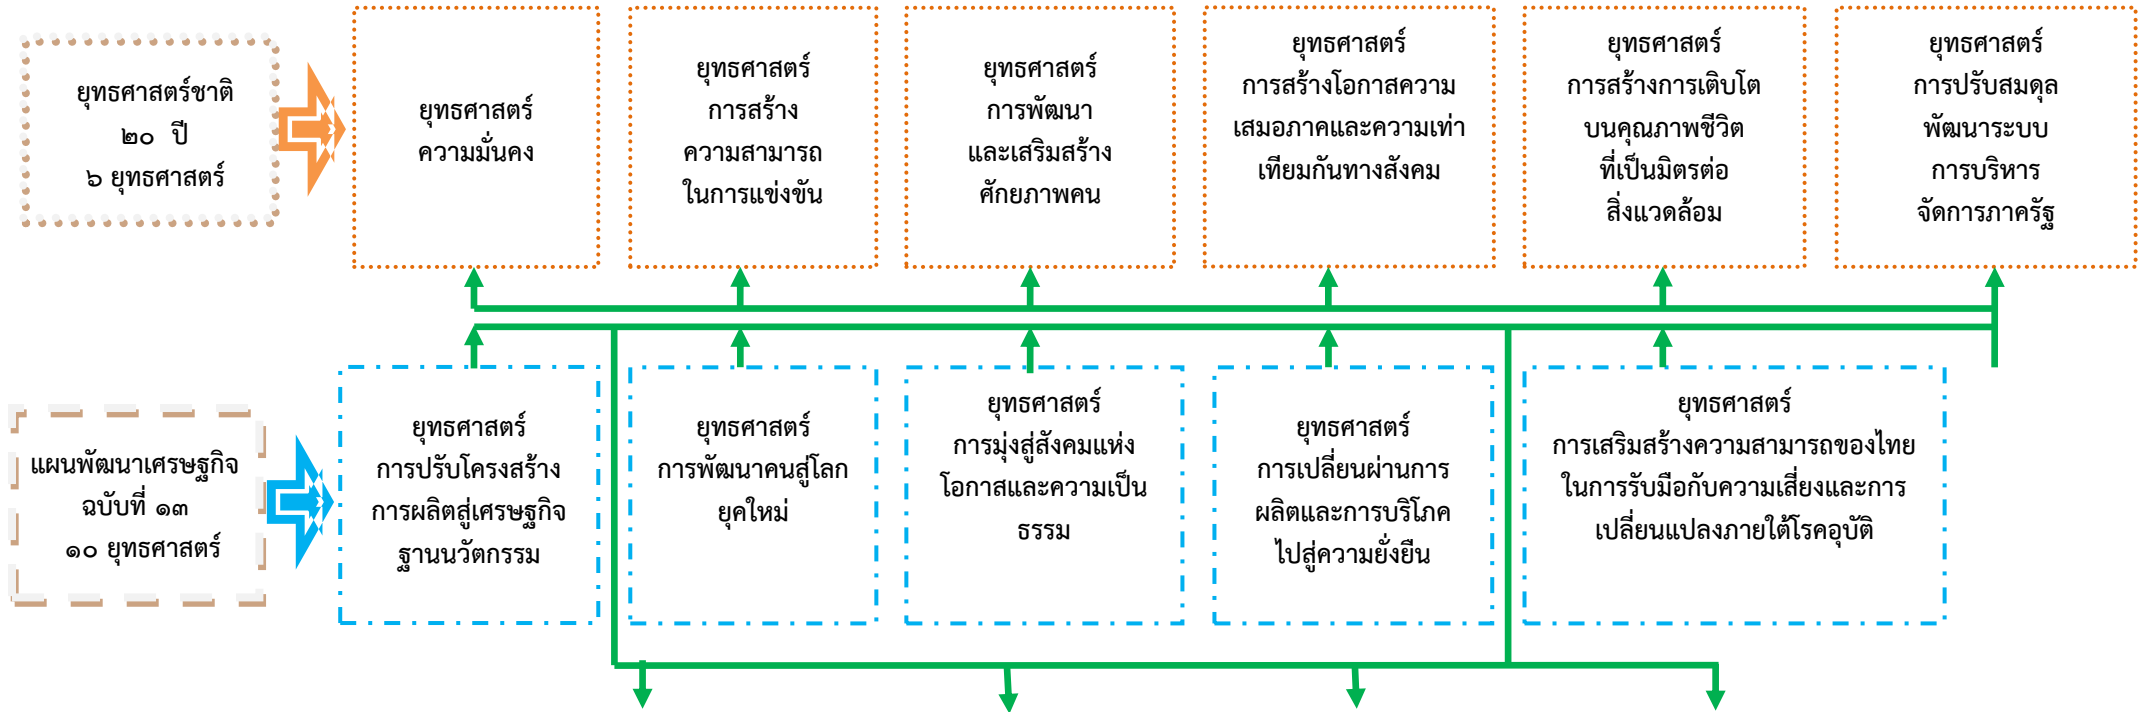 ยุทธศาสตร์ชาติ
๒๐ ปี
๖ ยุทธศาสตร์
ยุทธศาสตร์
ความมั่นคง
ยุทธศาสตร์
การสร้าง
ความสามารถ
ในการแข่งขัน
ยุทธศาสตร์
การพัฒนา
และเสริมสร้าง
ศักยภาพคน
ยุทธศาสตร์
การสร้างโอกาสความ
เสมอภาคและความเท่า
เทียมกันทางสังคม
ยุทธศาสตร์
การสร้างการเติบโต
บนคุณภาพชีวิต
ที่เป็นมิตรต่อ
สิ่งแวดล้อม
ยุทธศาสตร์
การปรับสมดุล
พัฒนาระบบ
การบริหาร
จัดการภาครัฐ
แผนพัฒนาเศรษฐกิจ
ฉบับที่ ๑๓
๑๐ ยุทธศาสตร์
ยุทธศาสตร์
การปรับโครงสร้าง
การผลิตสู่เศรษฐกิจ
ฐานนวัตกรรม
ยุทธศาสตร์
การพัฒนาคนสู่โลก
ยุคใหม่
ยุทธศาสตร์
การมุ่งสู่สังคมแห่ง
โอกาสและความเป็น
ธรรม
ยุทธศาสตร์
การเปลี่ยนผ่านการ
ผลิตและการบริโภค
ไปสู่ความยั่งยืน
ยุทธศาสตร์
การเสริมสร้างความสามารถของไทย
ในการรับมือกับความเสี่ยงและการ
เปลี่ยนแปลงภายใต้โรคอุบัติ